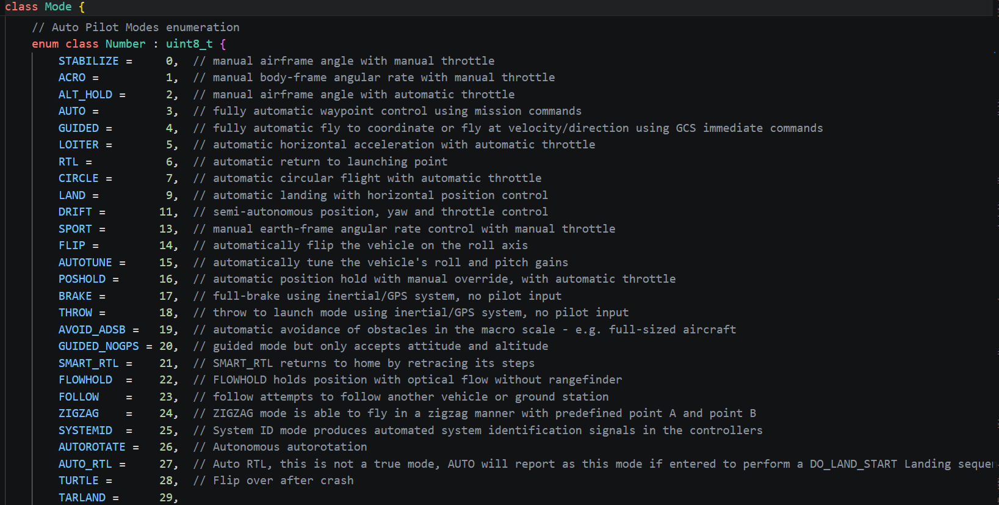 class Mode {
// Auto Pilot Modes enumeration
enum class Number : uint8_t {
STABILIZE =     0,  // manual airframe angle with manual throttle
ACRO =          1,  // manual body-frame angular rate with manual throttle
ALT_HOLD =      2,  // manual airframe angle with automatic throttle
AUTO =          3,  // fully automatic waypoint control using mission commands
GUIDED =        4,  // fully automatic fly to coordinate or fly at velocity/direction using GCS immediate commands
LOITER =        5,  // automatic horizontal acceleration with automatic throttle
RTL =           6,  // automatic return to launching point
CIRCLE =        7,  // automatic circular flight with automatic throttle
LAND =          9,  // automatic landing with horizontal position control
DRIFT =        11,  // semi-autonomous position, yaw and throttle control
SPORT =        13,  // manual earth-frame angular rate control with manual throttle
FLIP =         14,  // automatically flip the vehicle on the roll axis
AUTOTUNE =     15,  // automatically tune the vehicle's roll and pitch gains
POSHOLD =      16,  // automatic position hold with manual override, with automatic throttle
BRAKE =        17,  // full-brake using inertial/GPS system, no pilot input
THROW =        18,  // throw to launch mode using inertial/GPS system, no pilot input
AVOID_ADSB =   19,  // automatic avoidance of obstacles in the macro scale - e.g. full-sized aircraft
GUIDED_NOGPS = 20,  // guided mode but only accepts attitude and altitude
SMART_RTL =    21,  // SMART_RTL returns to home by retracing its steps
FLOWHOLD  =    22,  // FLOWHOLD holds position with optical flow without rangefinder
FOLLOW    =    23,  // follow attempts to follow another vehicle or ground station
ZIGZAG    =    24,  // ZIGZAG mode is able to fly in a zigzag manner with predefined point A and point B
SYSTEMID  =    25,  // System ID mode produces automated system identification signals in the controllers
AUTOROTATE =   26,  // Autonomous autorotation
AUTO_RTL =     27,  // Auto RTL, this is not a true mode, AUTO will report as this mode if entered to perform a DO_LAND_START Landing sequen
TURTLE =       28,  // Flip over after crash
TARLAND =      29,